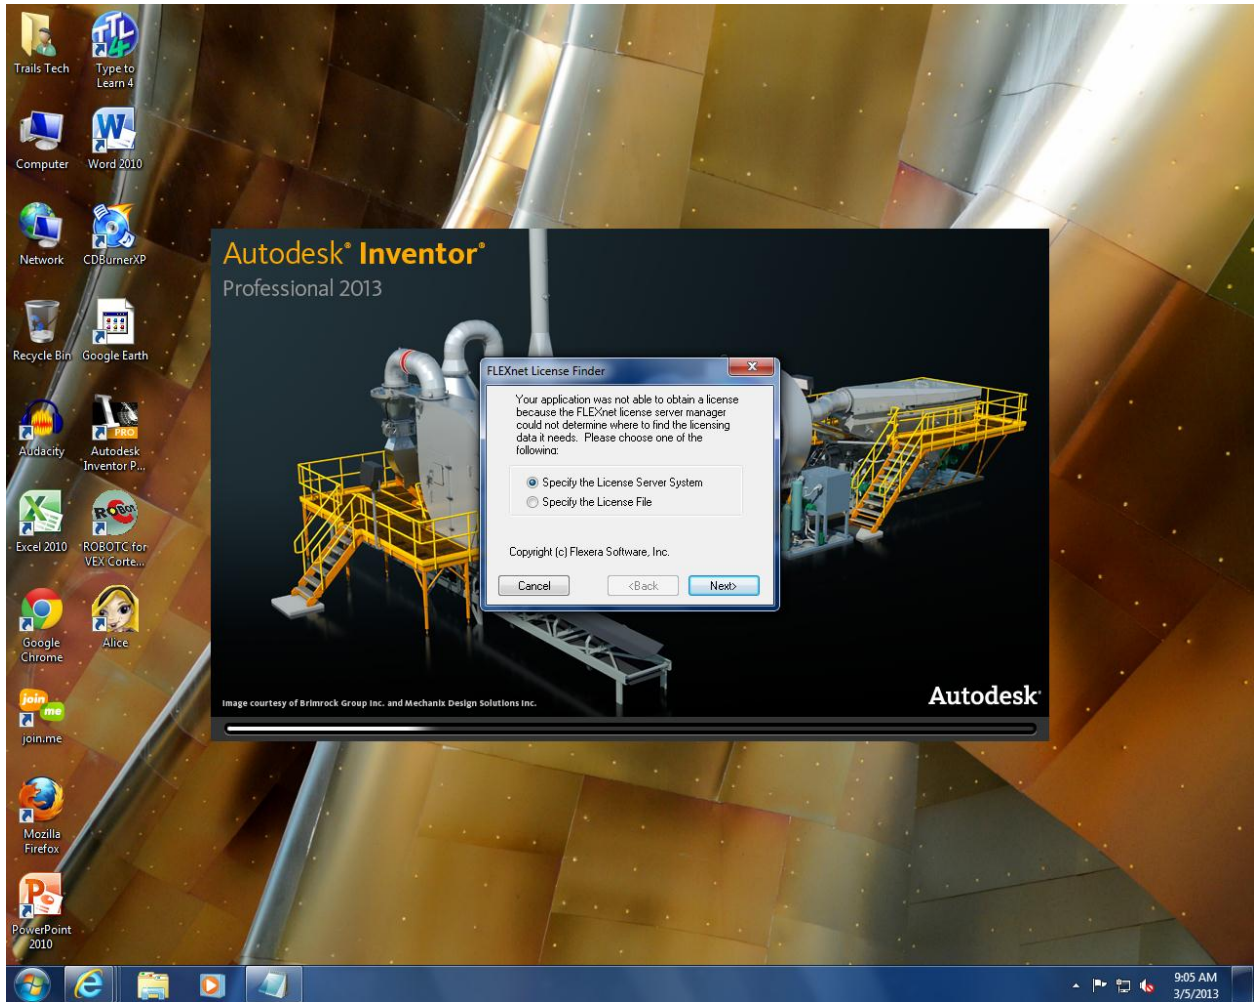 Trails Tech
Type to
Learn 4
Computer
Word 2010
Network
CDBurnerXP
Recycle Bin
Google Earth
Audacity
PRO
Autodesk
Inventor P...
Excel 2010
ROBOTC for
VEX Corte...
Google
Chrome
Alice
join
me
join.me
Mozilla
Firefox
PowerPoint
2010
Autodesk® Inventor®
Professional 2013
FLEXnet License Finder
Your application was not able to obtain a license
because the FLEXnet license server manager
could not determine where to find the licensing
data it needs.  Please choose one of the
following:
Specify the License Server System
Specify the License File
Copyright (c) Flexera Software, Inc.
Cancel
<Back
Next>
Image courtesy of Brimrock Group Inc. and Mechanix Design Solutions Inc.
Autodesk®
9:05 AM
3/5/2013